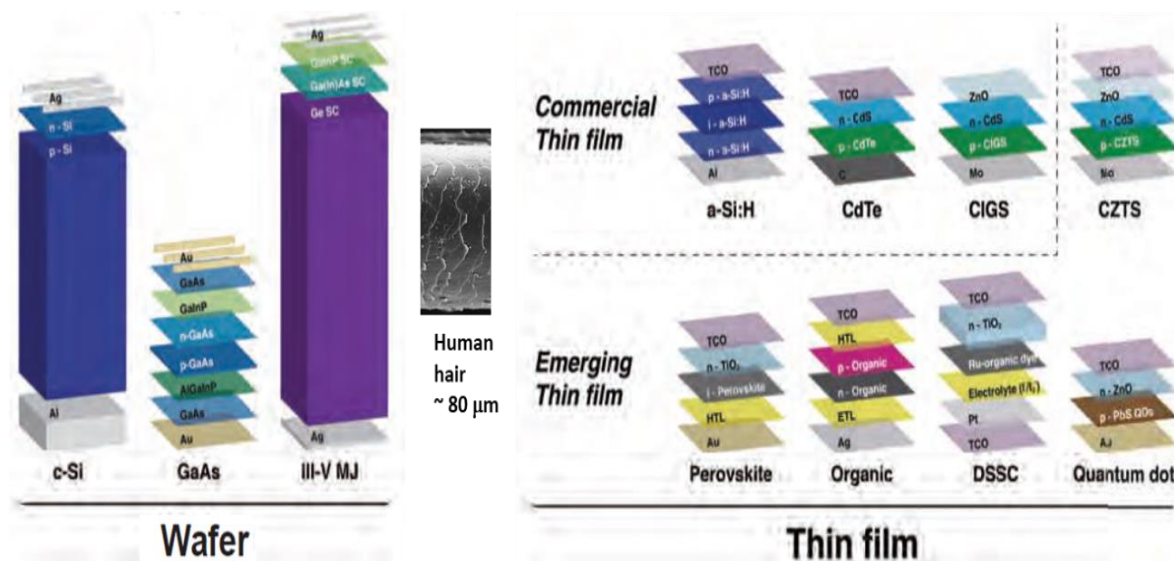 Ag
n - Si
p - Si
Al
c-Si
Au
GaAs
GaInP
n-GaAs
p-GaAs
AlGaInP
GaAs
Au
GaAs
Ag
GaInP SC
Ga(In)As SC
Ge SC
Ag
III-V MJ
Wafer
Human
hair
~ 80 μm
Commercial
Thin film
TCO
p - a-Si:H
i - a-Si:H
n - a-Si:H
Al
a-Si:H
TCO
n - CdS
p - CdTe
C
CdTe
ZnO
n - CdS
p - CIGS
Mo
CIGS
TCO
ZnO
n - CdS
p - CZTS
Mo
CZTS
Emerging
Thin film
TCO
n - TiO₂
i - Perovskite
HTL
Au
Perovskite
TCO
HTL
p - Organic
n - Organic
ETL
Ag
Organic
TCO
n - TiO₂
Ru-organic dye
Electrolyte (I/I₃)
Pt
TCO
DSSC
TCO
n - ZnO
p - PbS QDs
Quantum dot
Thin film